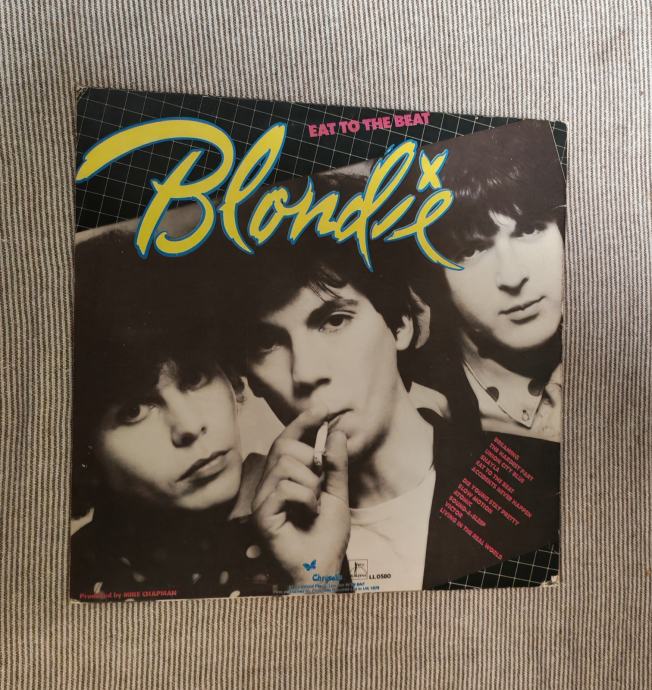 EAT TO THE BEAT
Blondie
DREAMING
THE HARDEST PART
UNION CITY BLUE
SHAYLA
EAT TO THE BEAT
ACCIDENTS NEVER HAPPEN
DIE YOUNG STAY PRETTY
SLOW MOTION
ATOMIC
SOUND-A-SLEEP
VICTOR
LIVING IN THE REAL WORLD
Chrysalis
LL 0580
Produced by MIKE CHAPMAN